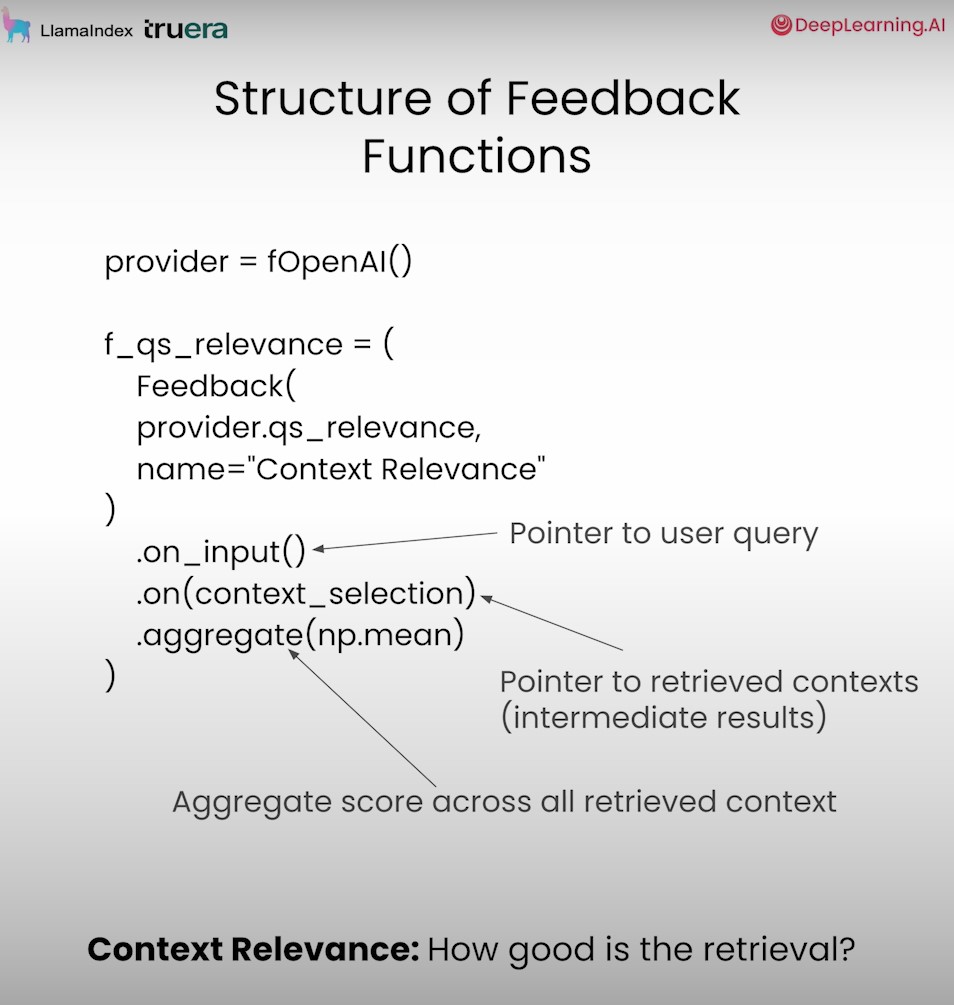 LlamaIndex truera DeepLearning.AI
Structure of Feedback
Functions
provider = fOpenAI()
f_qs_relevance = (
Feedback(
provider.qs_relevance,
name="Context Relevance"
)
.on_input()
Pointer to user query
.on(context_selection)
.aggregate(np.mean)
)
Pointer to retrieved contexts
(intermediate results)
Aggregate score across all retrieved context
Context Relevance: How good is the retrieval?